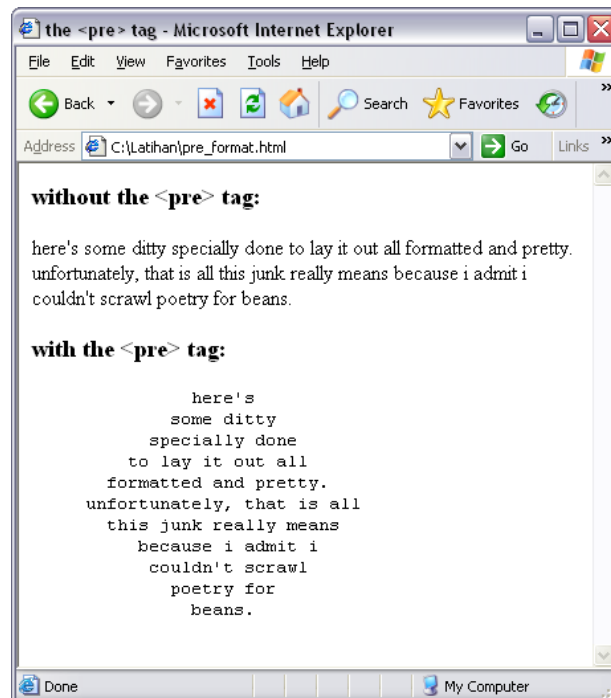 the <pre> tag - Microsoft Internet Explorer
File Edit View Favorites Tools Help
Back Search Favorites »
Address C:\Latihan\pre_format.html Go Links »
without the <pre> tag:
here's some ditty specially done to lay it out all formatted and pretty.
unfortunately, that is all this junk really means because i admit i
couldn't scrawl poetry for beans.
with the <pre> tag:
here's
some ditty
specially done
to lay it out all
formatted and pretty.
unfortunately, that is all
this junk really means
because i admit i
couldn't scrawl
poetry for
beans.
Done My Computer